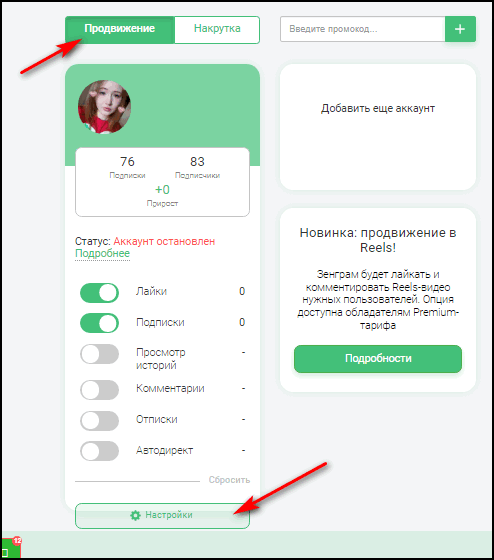 Продвижение
Накрутка
Введите промокод...
+
76
83
Подписки
Подписчики
+0
Прирост
Статус: Аккаунт остановлен
Подробнее
Лайки 0
Подписки 0
Просмотр
историй -
Комментарии -
Отписки -
Автодирект -
Сбросить
Настройки
Добавить еще аккаунт
Новинка: продвижение в
Reels!
Зенграм будет лайкать и
комментировать Reels-видео
нужных пользователей. Опция
доступна обладателям Premium-
тарифа
Подробности
12